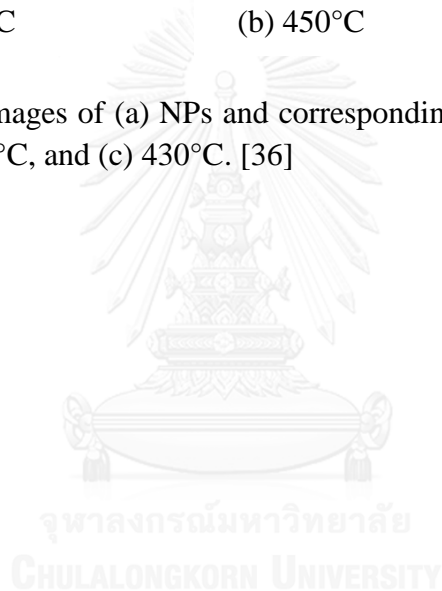 C (b) 450°C
mages of (a) NPs and correspondin
°C, and (c) 430°C. [36]
จุฬาลงกรณ์มหาวิทยาลัย
CHULALONGKORN UNIVERSITY